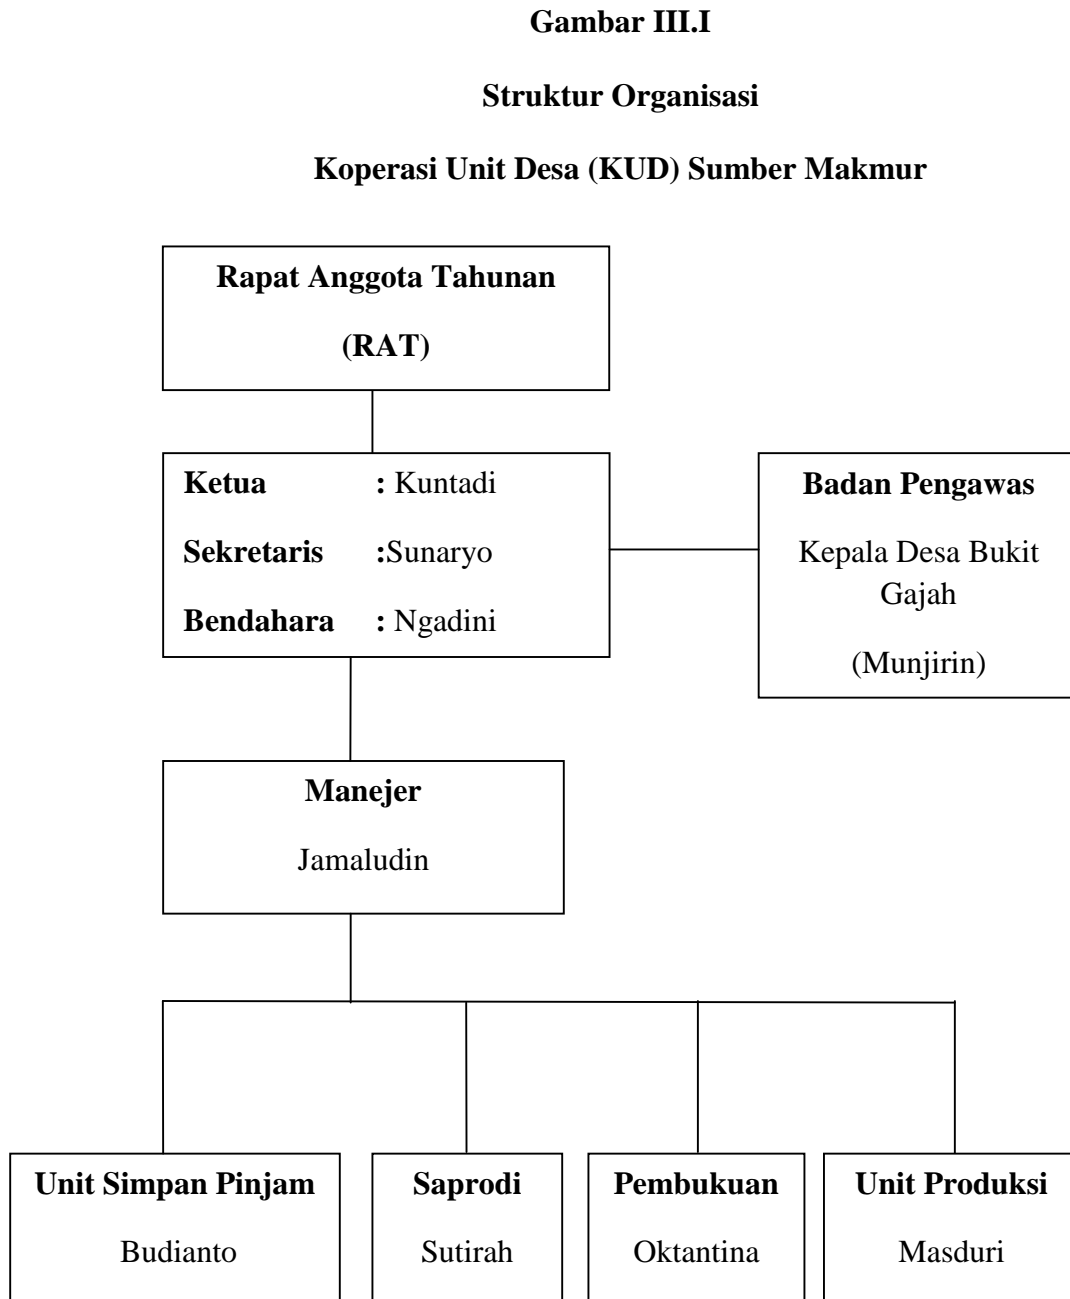 Gambar III.I
Struktur Organisasi
Koperasi Unit Desa (KUD) Sumber Makmur
Rapat Anggota Tahunan
(RAT)
Ketua : Kuntadi
Sekretaris :Sunaryo
Bendahara : Ngadini
Badan Pengawas
Kepala Desa Bukit
Gajah
(Munjirin)
Manejer
Jamaludin
Unit Simpan Pinjam
Budianto
Saprodi
Sutirah
Pembukuan
Oktantina
Unit Produksi
Masduri